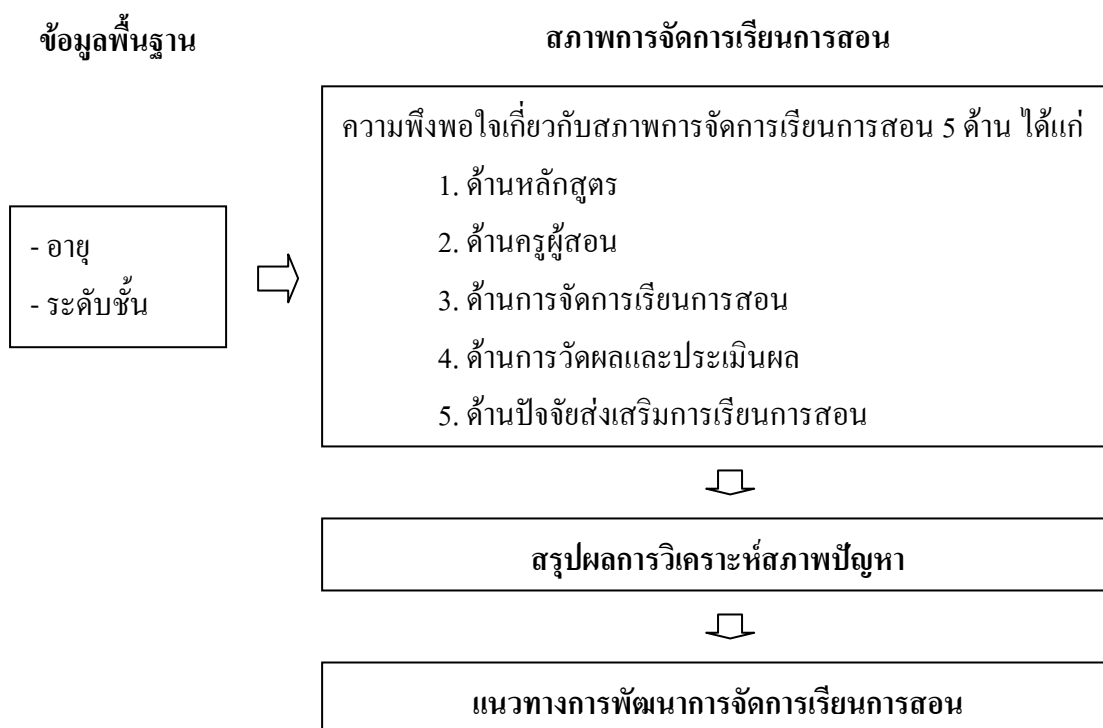 ข้อมูลพื้นฐาน
สภาพการจัดการเรียนการสอน
- อายุ
- ระดับชั้น
ความพึงพอใจเกี่ยวกับสภาพการจัดการเรียนการสอน 5 ด้าน ได้แก่
1. ด้านหลักสูตร
2. ด้านครูผู้สอน
3. ด้านการจัดการเรียนการสอน
4. ด้านการวัดผลและประเมินผล
5. ด้านปัจจัยส่งเสริมการเรียนการสอน
สรุปผลการวิเคราะห์สภาพปัญหา
แนวทางการพัฒนาการจัดการเรียนการสอน